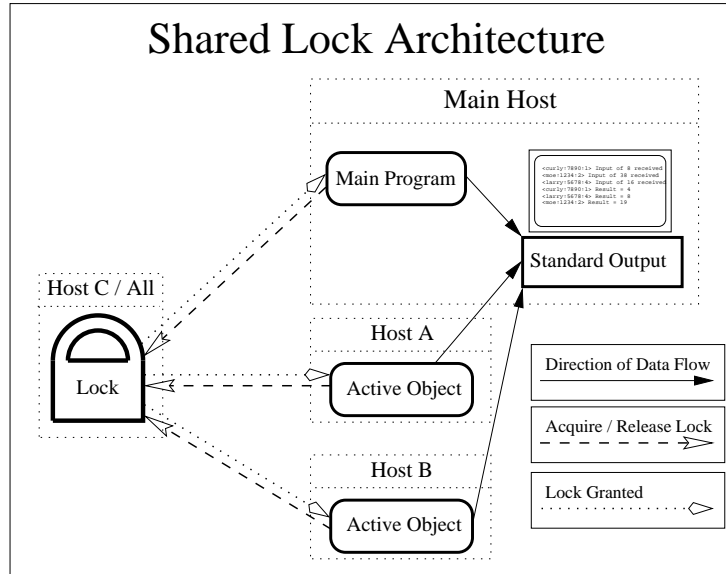 Shared Lock Architecture
Main Host
Main Program
<curly:7890:1> Input of 8 received
<moe:1234:2> Input of 38 received
<larry:5678:4> Input of 16 received
<curly:7890:1> Result = 4
<larry:5678:4> Result = 8
<moe:1234:2> Result = 19
Standard Output
Host C / All
Lock
Host A
Active Object
Host B
Active Object
Direction of Data Flow
Acquire / Release Lock
Lock Granted